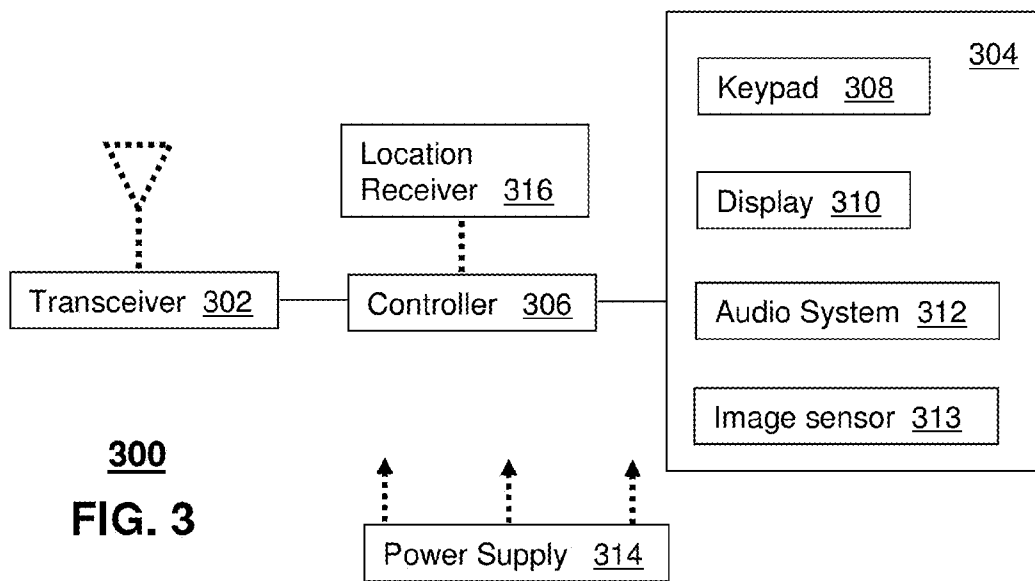 304
Keypad 308
Location
Receiver 316
Display 310
Transceiver 302
Controller 306
Audio System 312
Image sensor 313
300
FIG. 3
Power Supply 314